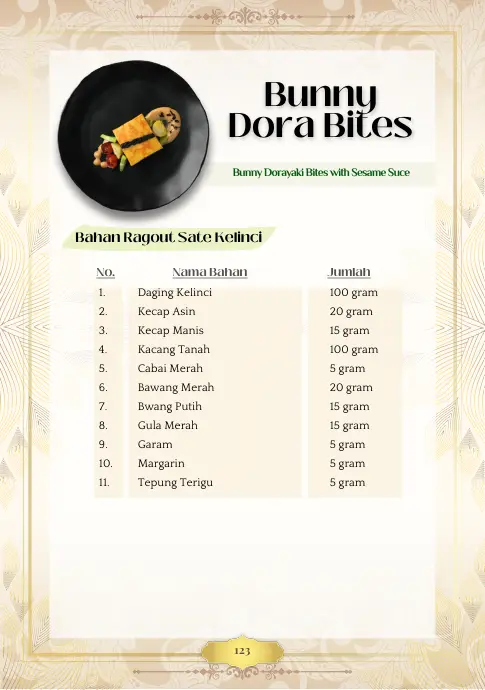 Bunny
Dora Bites
Bunny Dorayaki Bites with Sesame Suce
Bahan Ragout Sate Kelinci
No. Nama Bahan Jumlah
1. Daging Kelinci 100 gram
2. Kecap Asin 20 gram
3. Kecap Manis 15 gram
4. Kacang Tanah 100 gram
5. Cabai Merah 5 gram
6. Bawang Merah 20 gram
7. Bwang Putih 15 gram
8. Gula Merah 15 gram
9. Garam 5 gram
10. Margarin 5 gram
11. Tepung Terigu 5 gram
123